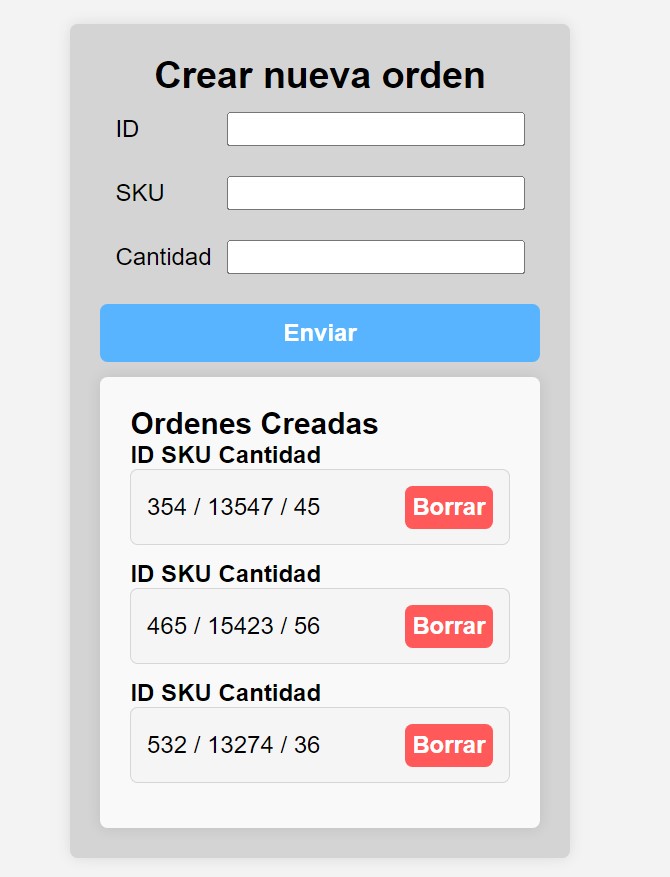 Crear nueva orden
ID
SKU
Cantidad
Enviar
Ordenes Creadas
ID SKU Cantidad
354 / 13547 / 45 Borrar
ID SKU Cantidad
465 / 15423 / 56 Borrar
ID SKU Cantidad
532 / 13274 / 36 Borrar